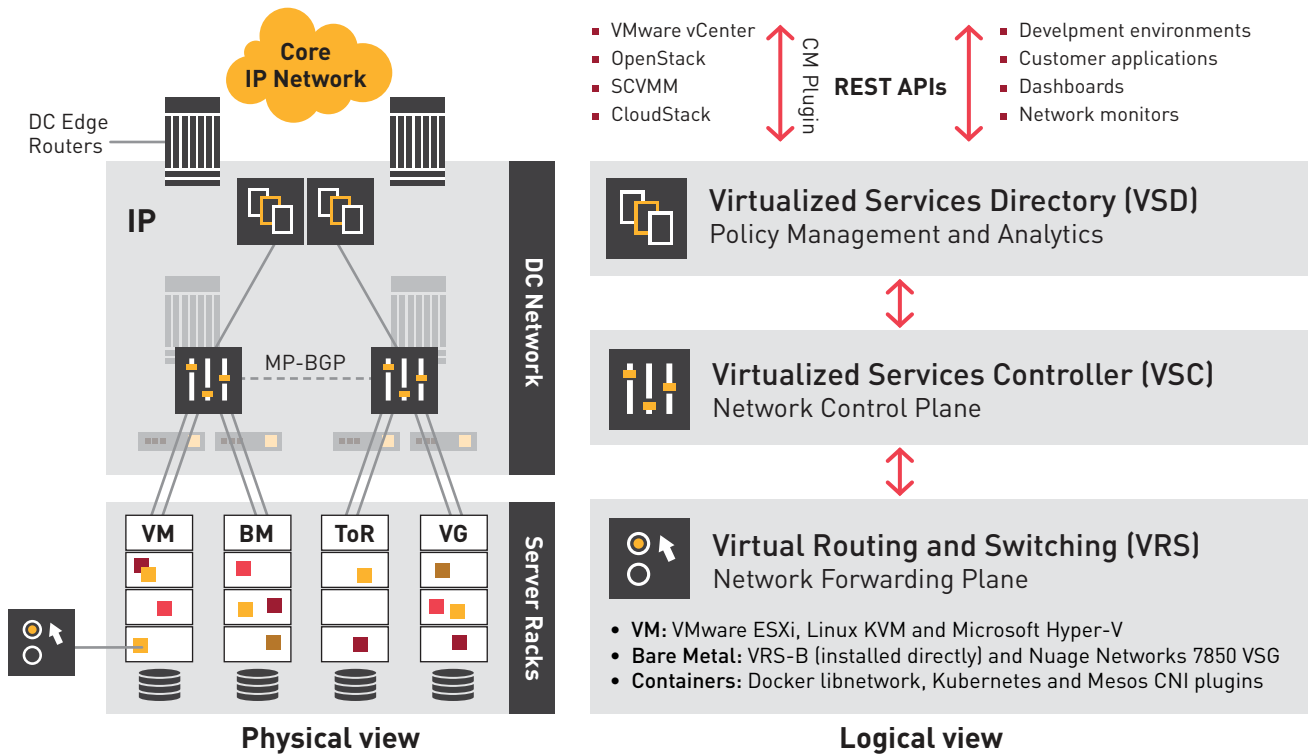 Core
IP Network
DC Edge
Routers
IP
DC Network
MP-BGP
VM
BM
ToR
VG
Server Racks
Physical view
VMware vCenter
OpenStack
SCVMM
CloudStack
CM Plugin
REST APIs
Develpment environments
Customer applications
Dashboards
Network monitors
Virtualized Services Directory (VSD)
Policy Management and Analytics
Virtualized Services Controller (VSC)
Network Control Plane
Virtual Routing and Switching (VRS)
Network Forwarding Plane
• VM: VMware ESXi, Linux KVM and Microsoft Hyper-V
• Bare Metal: VRS-B (installed directly) and Nuage Networks 7850 VSG
• Containers: Docker libnetwork, Kubernetes and Mesos CNI plugins
Logical view